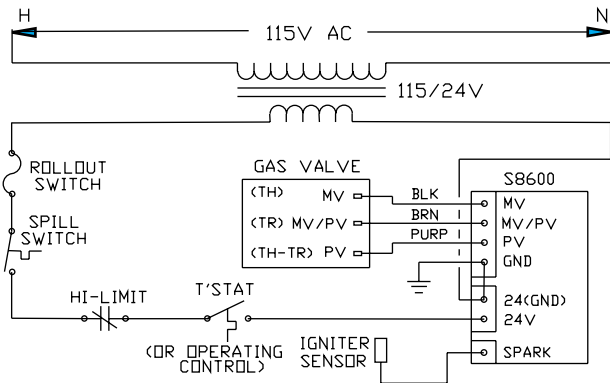 H
N
115V AC
115/24V
ROLLOUT
SWITCH
GAS VALVE
S8600
(TH) MV
BLK
MV
(TR) MV/PV
BRN
MV/PV
SPILL
SWITCH
(TH-TR) PV
PURP
PV
GND
HI-LIMIT
T'STAT
24(GND)
24V
(OR OPERATING
CONTROL)
IGNITER
SENSOR
SPARK